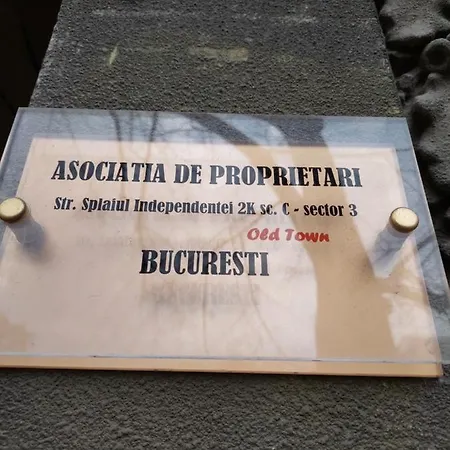 ASOCIATIA DE PROPRIETARI
Str. Splaiul Independentei 2K sc. C - sector 3
Old Town
BUCURESTI